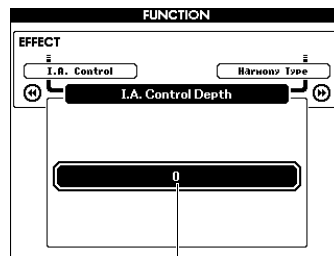 FUNCTION
EFFECT
I.A. Control
Harmony Type
I.A. Control Depth
0